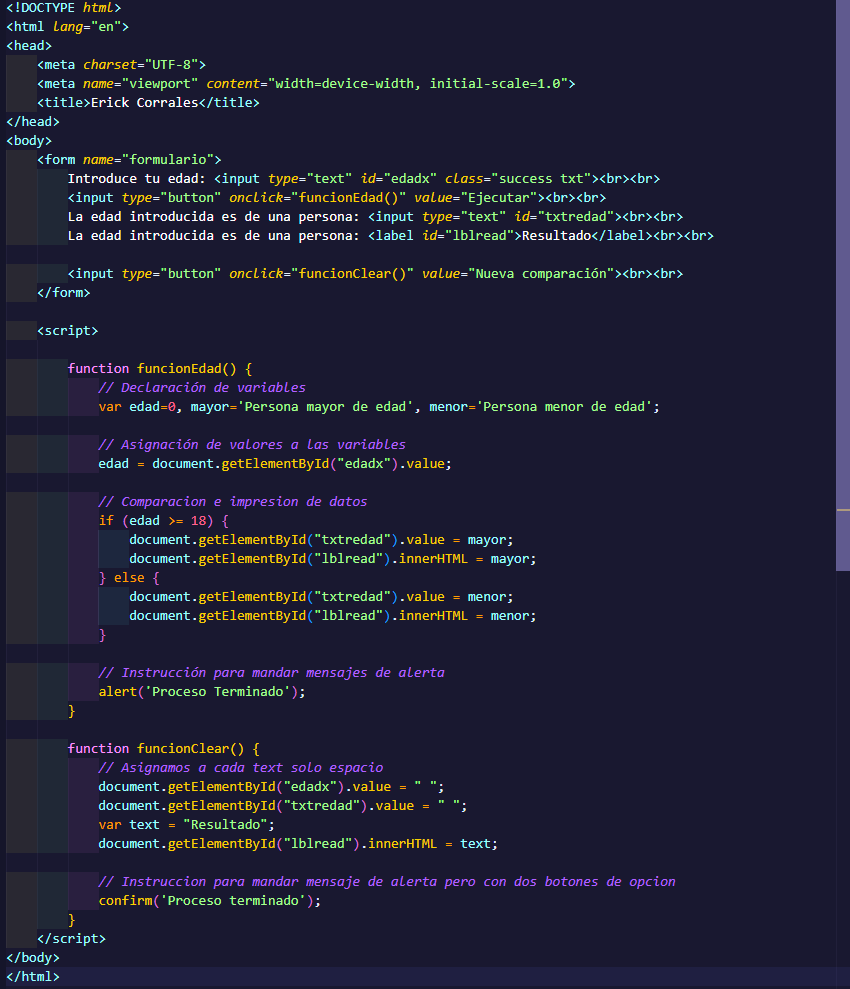 <!DOCTYPE html>
<html lang="en">
<head>
    <meta charset="UTF-8">
    <meta name="viewport" content="width=device-width, initial-scale=1.0">
    <title>Erick Corrales</title>
</head>
<body>
    <form name="formulario">
        Introduce tu edad: <input type="text" id="edadx" class="success txt"><br><br>
        <input type="button" onclick="funcionEdad()" value="Ejecutar"><br><br>
        La edad introducida es de una persona: <input type="text" id="txtredad"><br><br>
        La edad introducida es de una persona: <label id="lblread">Resultado</label><br><br>

        <input type="button" onclick="funcionClear()" value="Nueva comparación"><br><br>
    </form>

    <script>

        function funcionEdad() {
            // Declaración de variables
            var edad=0, mayor='Persona mayor de edad', menor='Persona menor de edad';

            // Asignación de valores a las variables
            edad = document.getElementById("edadx").value;

            // Comparacion e impresion de datos
            if (edad >= 18) {
                document.getElementById("txtredad").value = mayor;
                document.getElementById("lblread").innerHTML = mayor;
            } else {
                document.getElementById("txtredad").value = menor;
                document.getElementById("lblread").innerHTML = menor;
            }

            // Instrucción para mandar mensajes de alerta
            alert('Proceso Terminado');
        }

        function funcionClear() {
            // Asignamos a cada text solo espacio
            document.getElementById("edadx").value = " ";
            document.getElementById("txtredad").value = " ";
            var text = "Resultado";
            document.getElementById("lblread").innerHTML = text;

            // Instruccion para mandar mensaje de alerta pero con dos botones de opcion
            confirm('Proceso terminado');
        }
    </script>
</body>
</html>